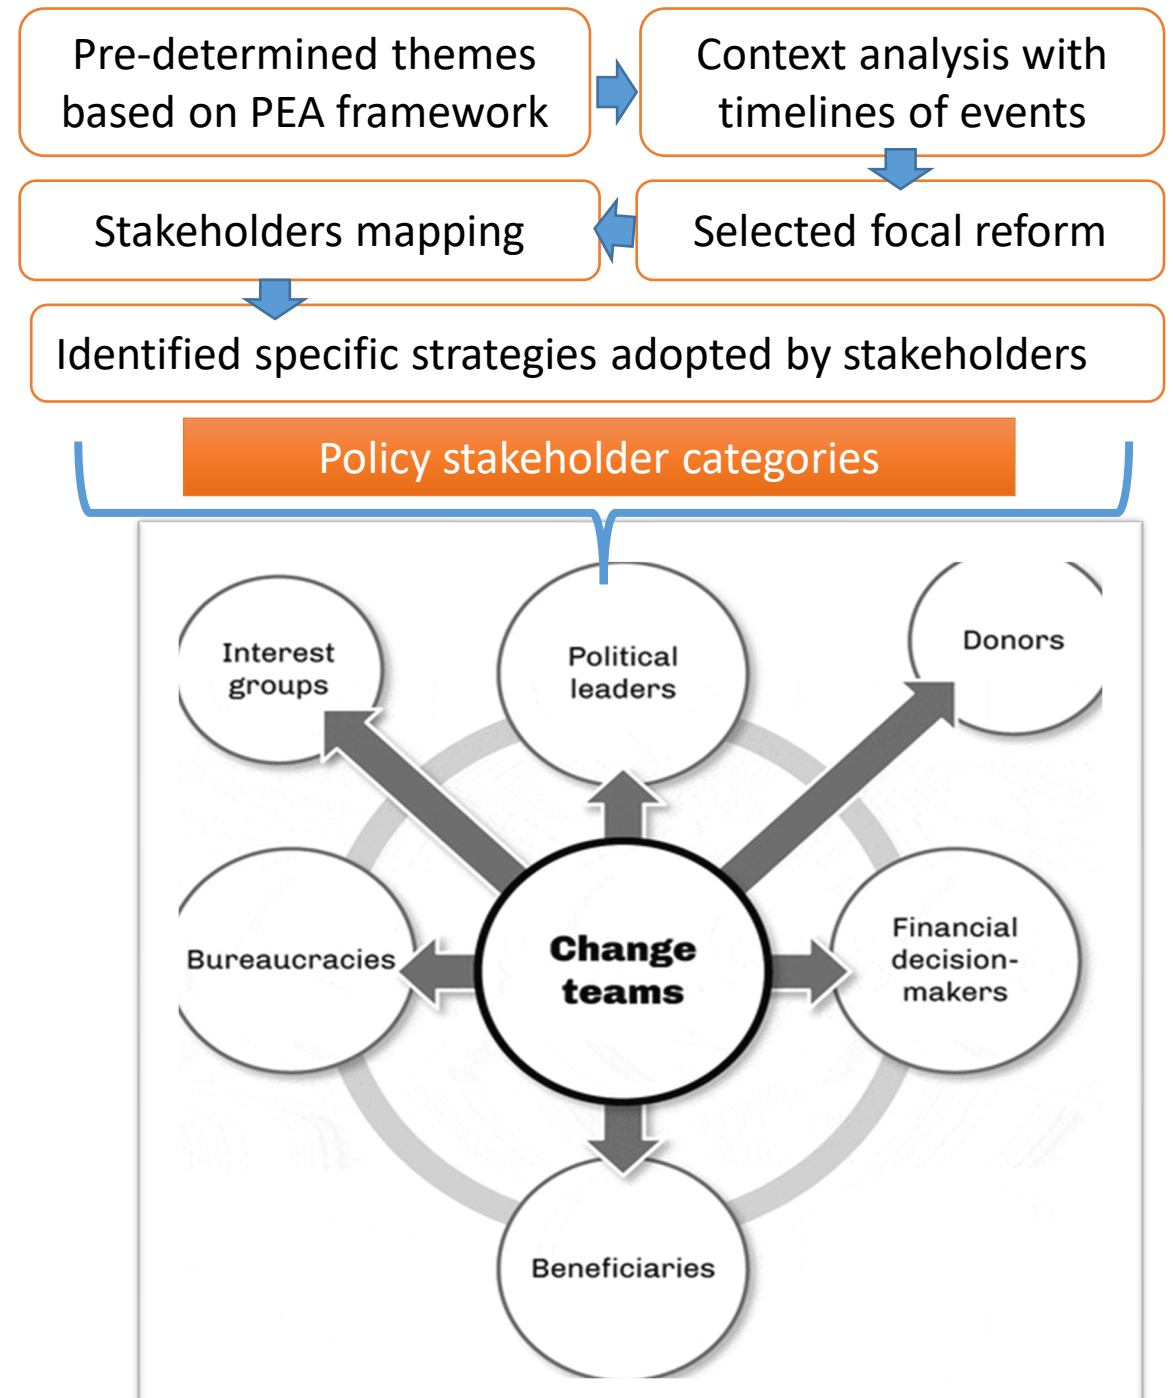 Pre-determined themes
based on PEA framework
Context analysis with
timelines of events
Selected focal reform
Stakeholders mapping
Identified specific strategies adopted by stakeholders
Policy stakeholder categories
Interest
groups
Political
leaders
Donors
Bureaucracies
Change
teams
Financial
decision-
makers
Beneficiaries